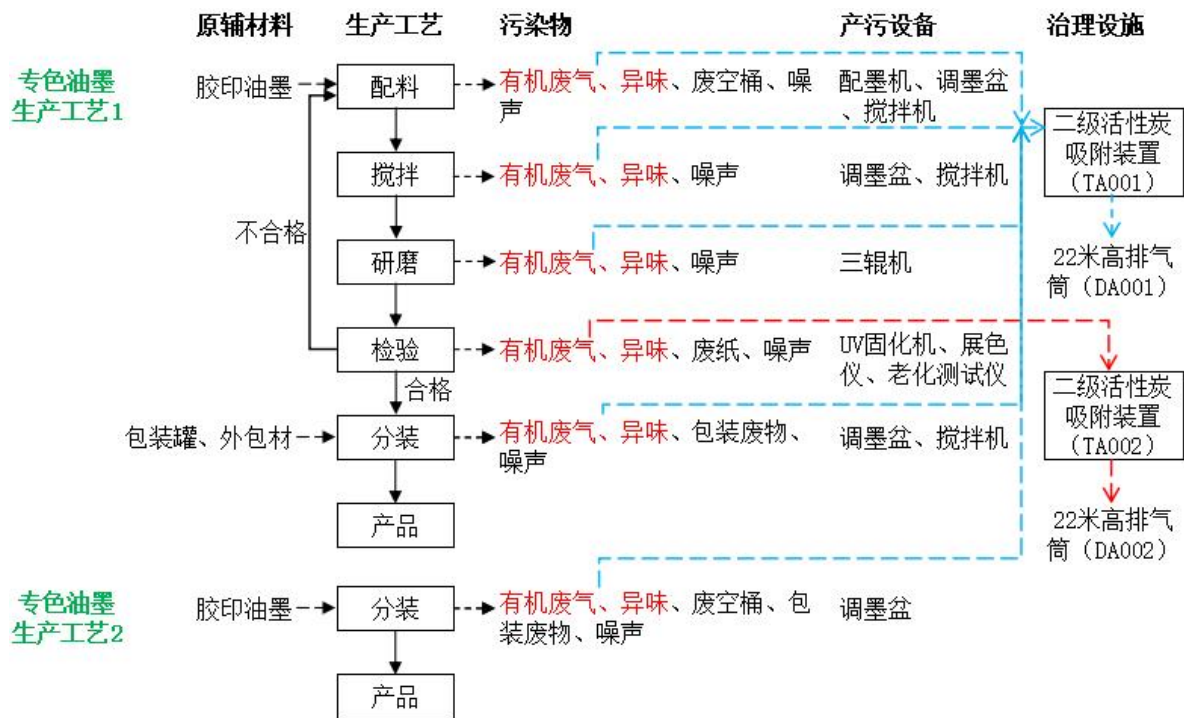 原辅材料 生产工艺 污染物 产污设备 治理设施
专色油墨
生产工艺1
胶印油墨
配料
有机废气、异味、废空桶、噪
声
配墨机、调墨盆
、搅拌机
二级活性炭
吸附装置
（TA001）
搅拌
有机废气、异味、噪声
调墨盆、搅拌机
不合格
研磨
有机废气、异味、噪声
三辊机
22米高排气
筒（DA001）
检验
有机废气、异味、废纸、噪声
UV固化机、展色
仪、老化测试仪
合格
二级活性炭
吸附装置
（TA002）
包装罐、外包材
分装
有机废气、异味、包装废物、
噪声
调墨盆、搅拌机
产品
22米高排气
筒（DA002）
专色油墨
生产工艺2
胶印油墨
分装
有机废气、异味、废空桶、包
装废物、噪声
调墨盆
产品